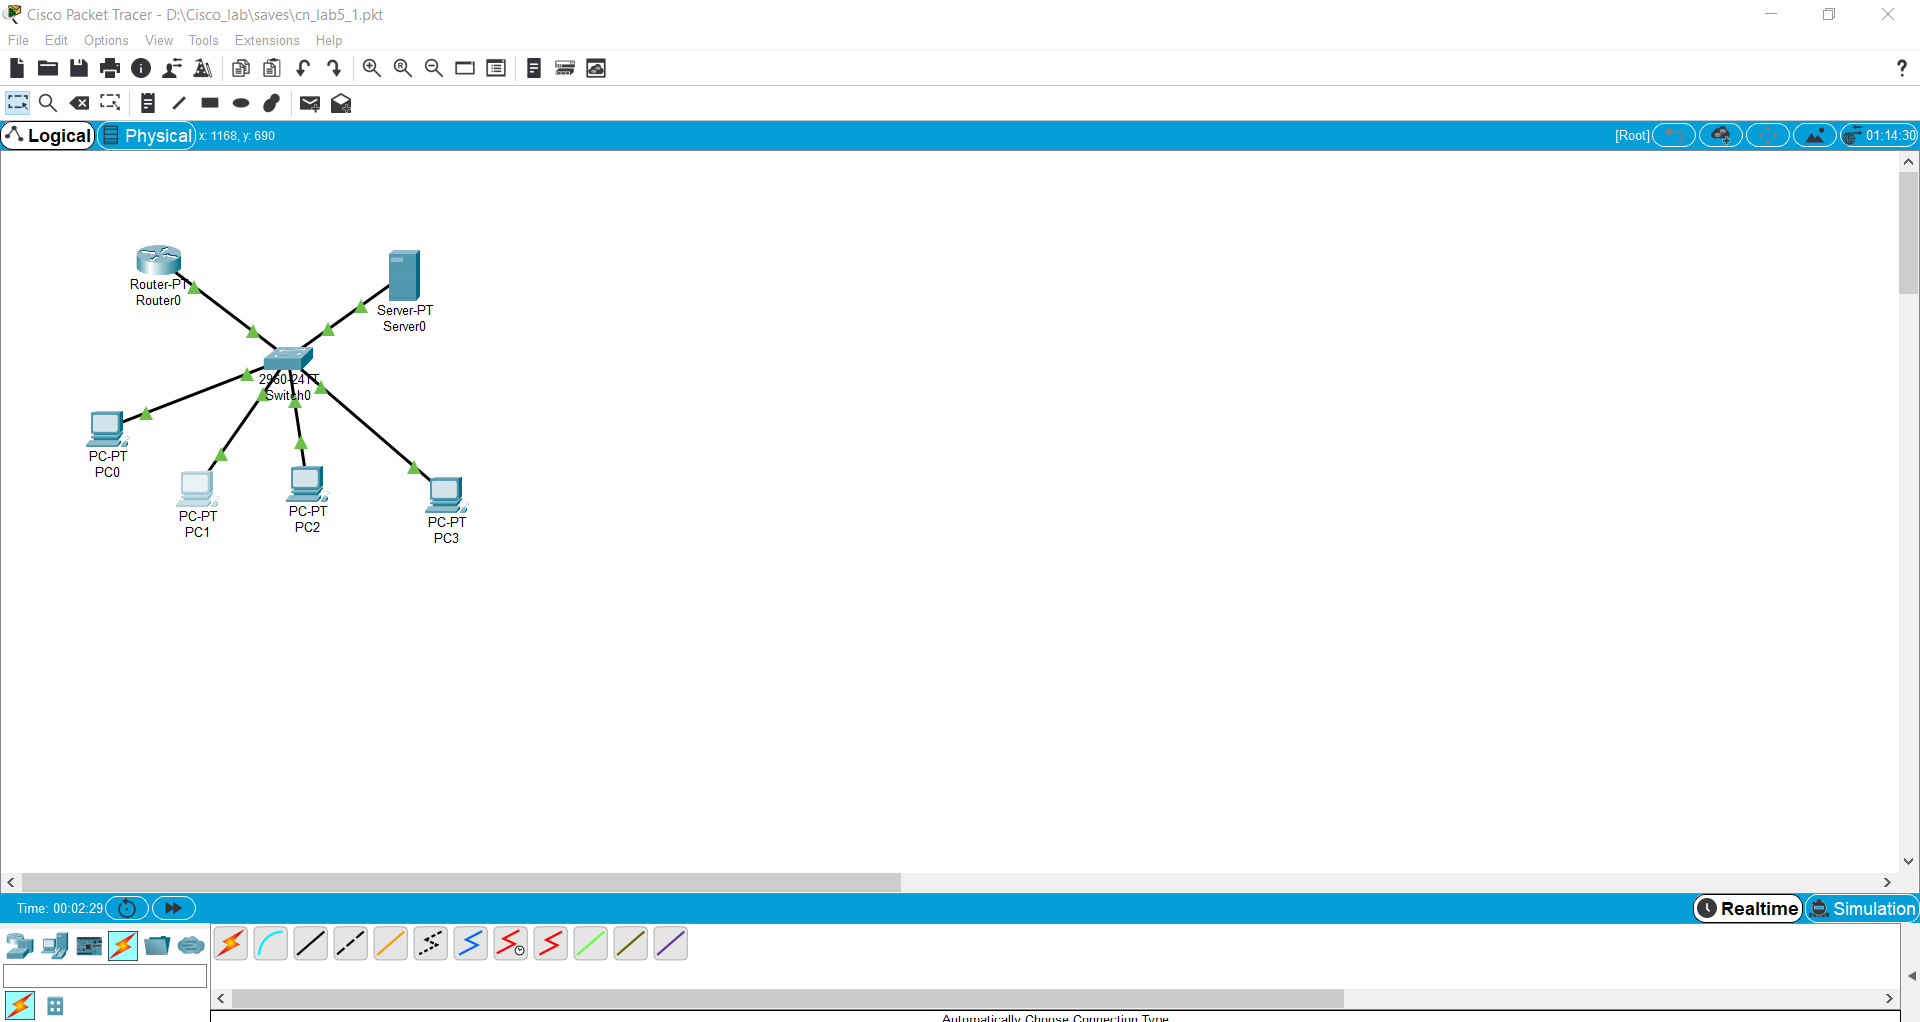 Cisco Packet Tracer - D:\Cisco_lab\saves\cn_lab5_1.pkt
File Edit Options View Tools Extensions Help
?
Logical Physical x: 1168, y: 690 [Root] 01:14:30
Router-PT
Router0
Server-PT
Server0
2960-24TT
Switch0
PC-PT
PC0
PC-PT
PC1
PC-PT
PC2
PC-PT
PC3
Time: 00:02:29 Realtime Simulation
Automatically Choose Connection Type